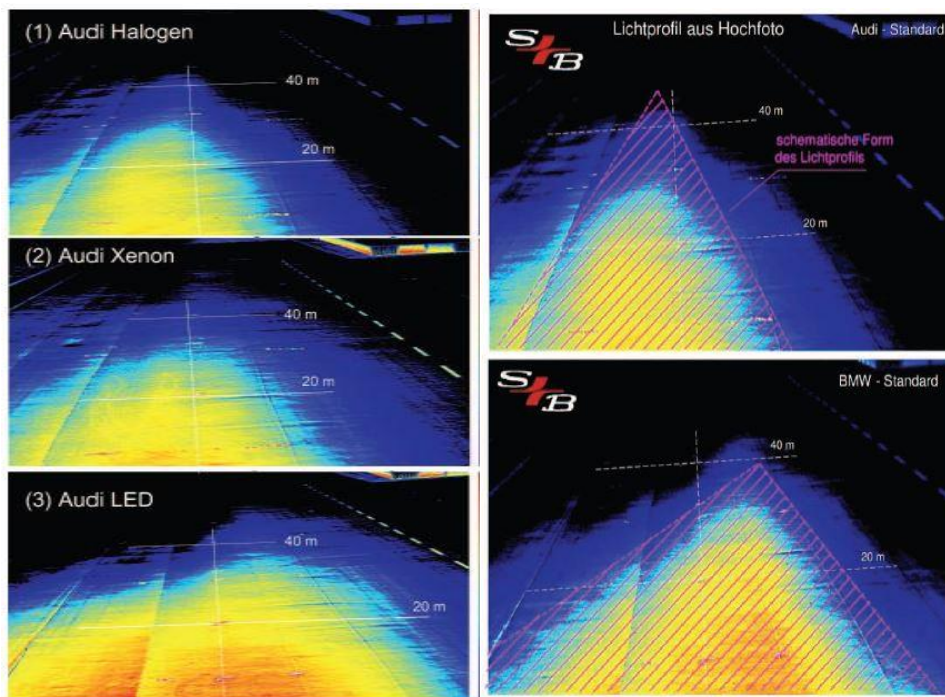 (1) Audi Halogen
40 m
20 m
(2) Audi Xenon
40 m
20 m
(3) Audi LED
40 m
20 m
S B
Lichtprofil aus Hochfoto
Audi - Standard
40 m
schematische Form
des Lichtprofils
20 m
S B
BMW - Standard
40 m
20 m